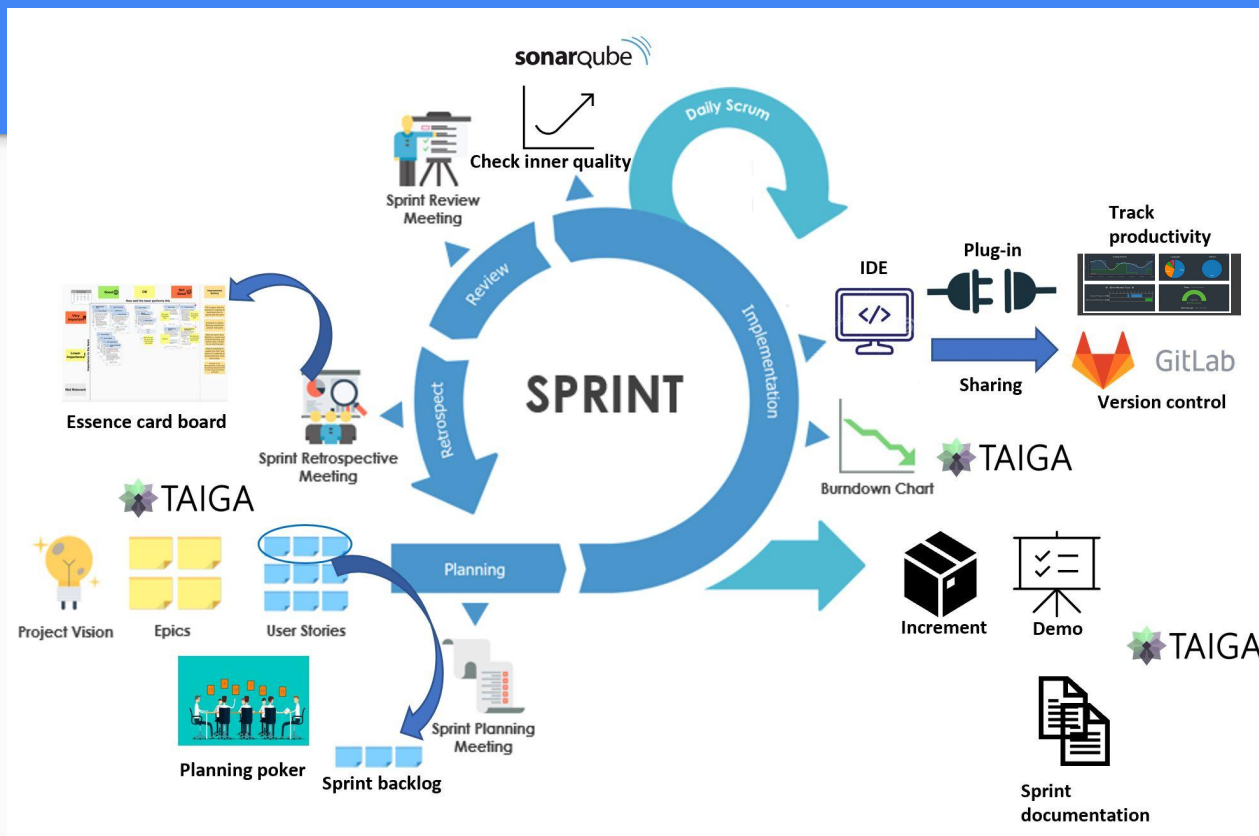 sonarqube
Check inner quality
Daily Scrum
Sprint Review
Meeting
Track
productivity
Plug-in
IDE
</>
Sharing
GitLab
Version control
Review
Implementation
SPRINT
Retrospect
Essence card board
Sprint Retrospective
Meeting
Burndown Chart
TAIGA
TAIGA
Planning
Project Vision
Epics
User Stories
Increment
Demo
TAIGA
Planning poker
Sprint Planning
Meeting
Sprint backlog
Sprint
documentation